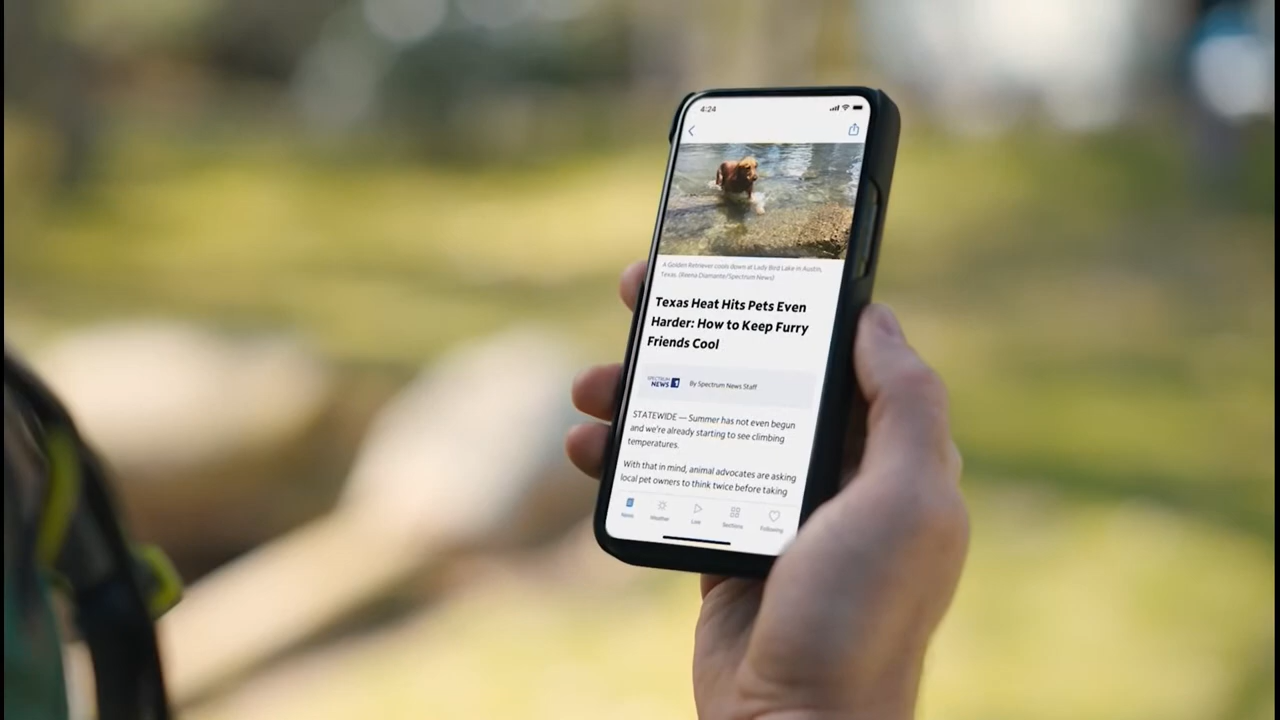 4:24
A Golden Retriever cools down at Lady Bird Lake in Austin,
Texas. (Reena Diamante/Spectrum News)
Texas Heat Hits Pets Even
Harder: How to Keep Furry
Friends Cool
SPECTRUM
NEWS 1
By Spectrum News Staff
STATEWIDE — Summer has not even begun
and we're already starting to see climbing
temperatures.
With that in mind, animal advocates are asking
local pet owners to think twice before taking
News Weather Live Sections Following